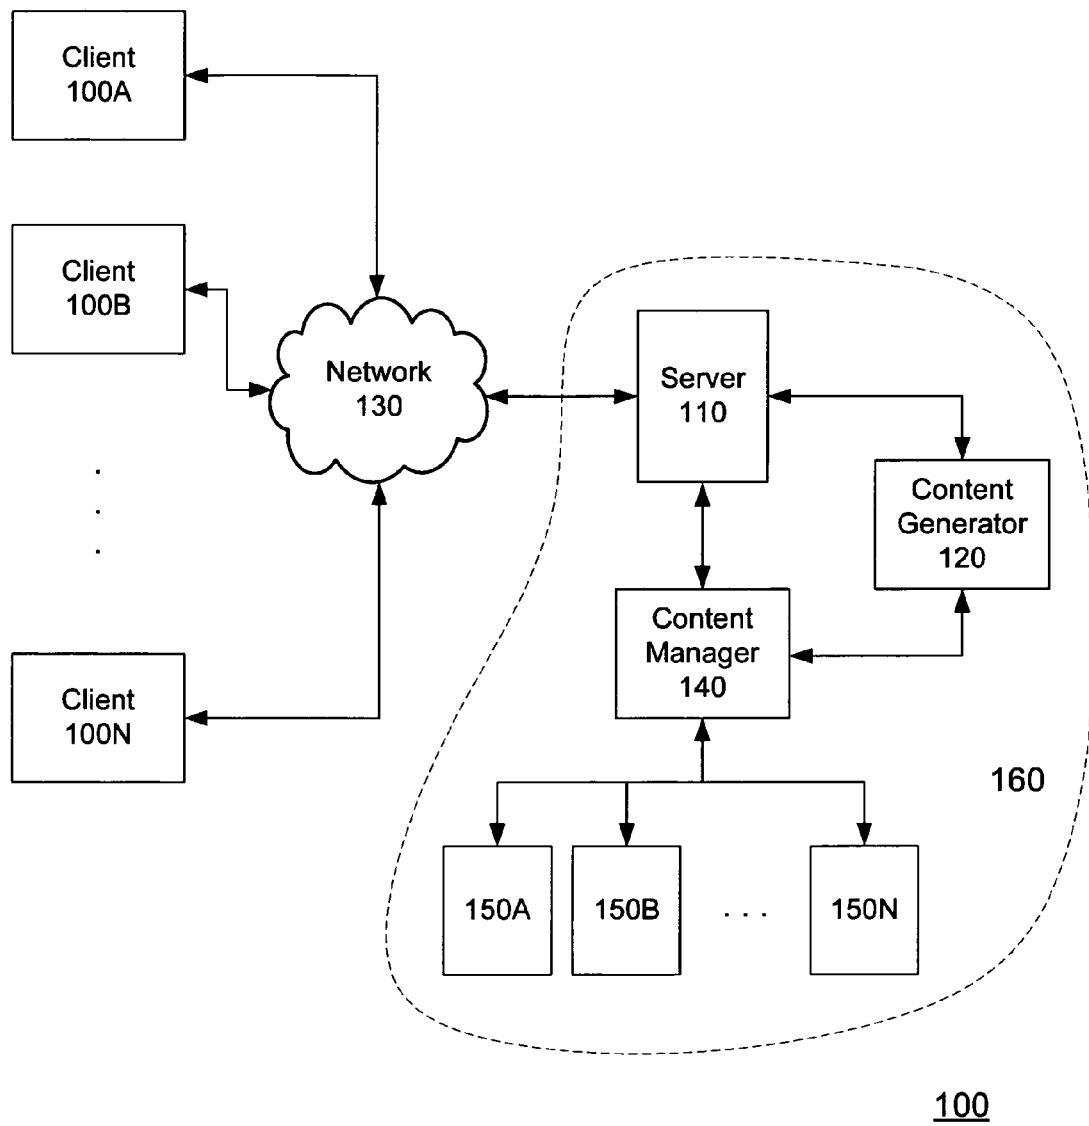 Client
100A
Client
100B
Network
130
Server
110
Content
Generator
120
.
.
.
Content
Manager
140
Client
100N
160
150A
150B
. . .
150N
100